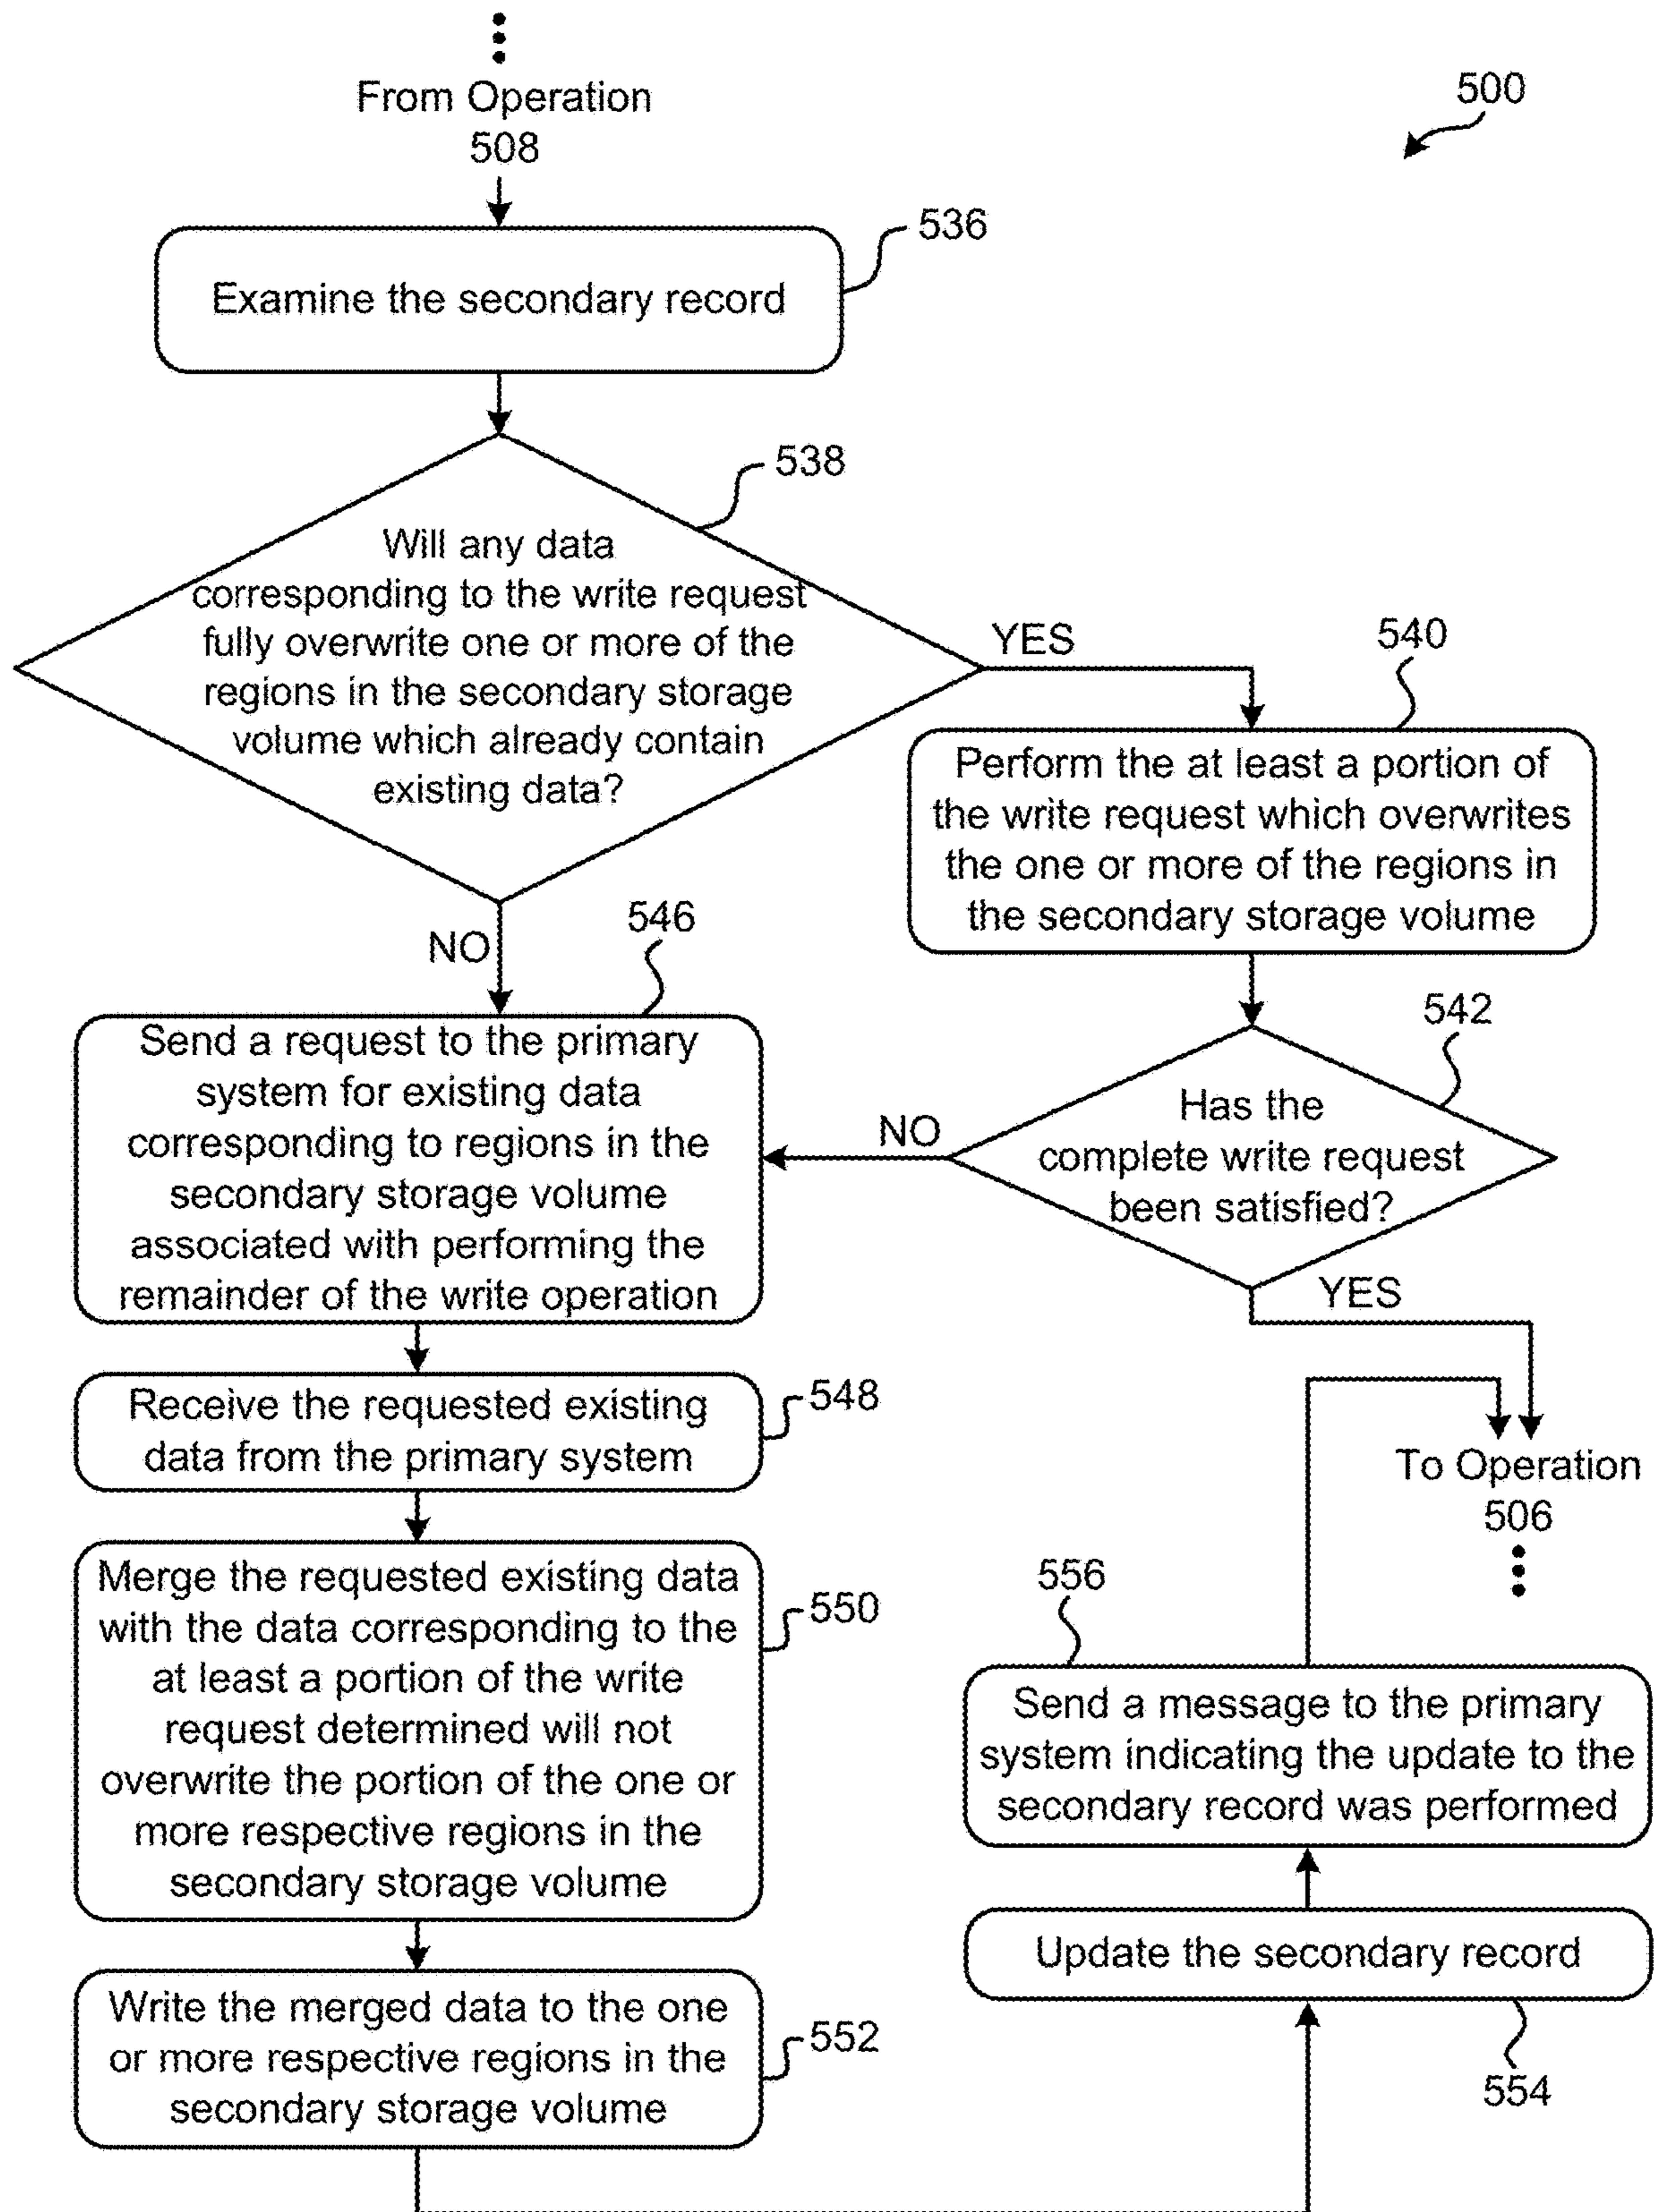 From Operation
508
500
536
Examine the secondary record
538
Will any data
corresponding to the write request
fully overwrite one or more of the
regions in the secondary storage
volume which already contain
existing data?
YES
540
Perform the at least a portion of
the write request which overwrites
the one or more of the regions in
the secondary storage volume
NO
546
Send a request to the primary
system for existing data
corresponding to regions in the
secondary storage volume
associated with performing the
remainder of the write operation
542
Has the
complete write request
been satisfied?
NO
YES
548
Receive the requested existing
data from the primary system
To Operation
506
550
Merge the requested existing data
with the data corresponding to the
at least a portion of the write
request determined will not
overwrite the portion of the one or
more respective regions in the
secondary storage volume
556
Send a message to the primary
system indicating the update to the
secondary record was performed
Update the secondary record
554
Write the merged data to the one
or more respective regions in the
secondary storage volume
552